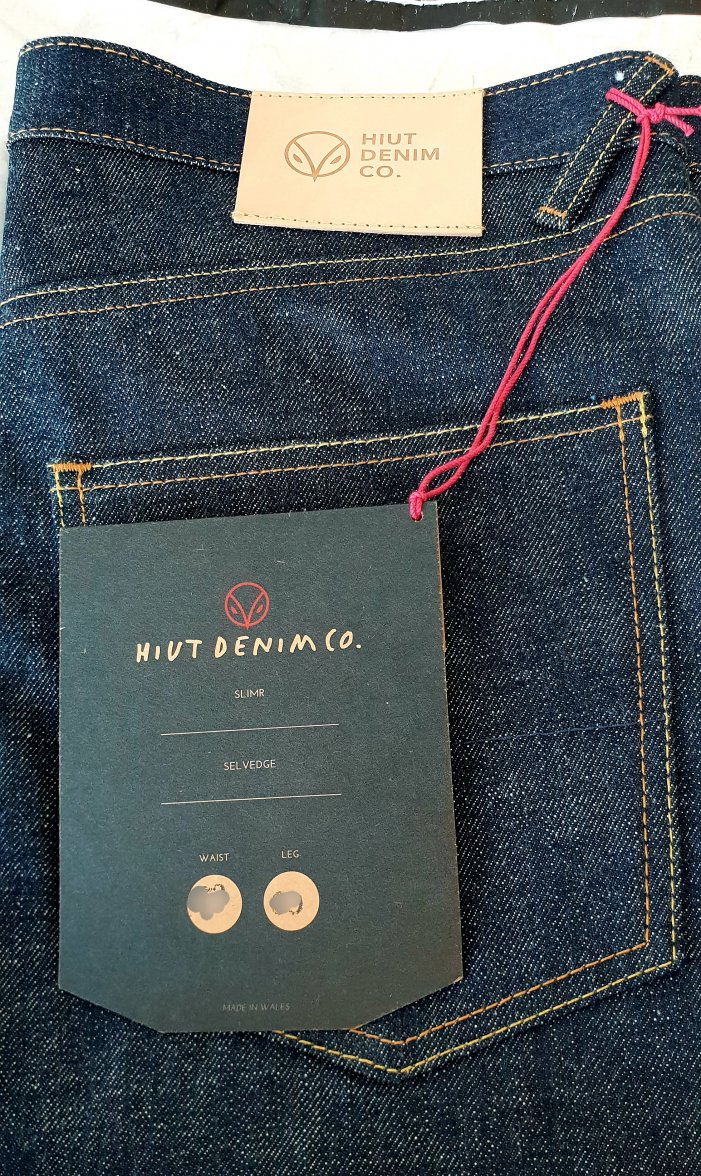 HIUT
DENIM
CO.
HIUT DENIM CO.
SLIMR
SELVEDGE
WAIST LEG
MADE IN WALES